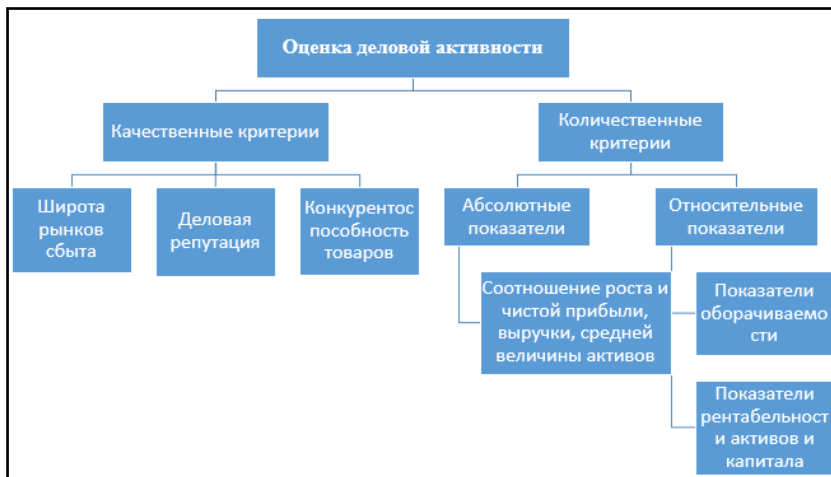 Оценка деловой активности
Качественные критерии
Количественные
критерии
Широта
рынков
сбыта
Деловая
репутация
Конкурентос
пособность
товаров
Абсолютные
показатели
Относительные
показатели
Соотношение роста и
чистой прибыли,
выручки, средней
величины активов
Показатели
оборачиваемо
сти
Показатели
рентабельност
и активов и
капитала